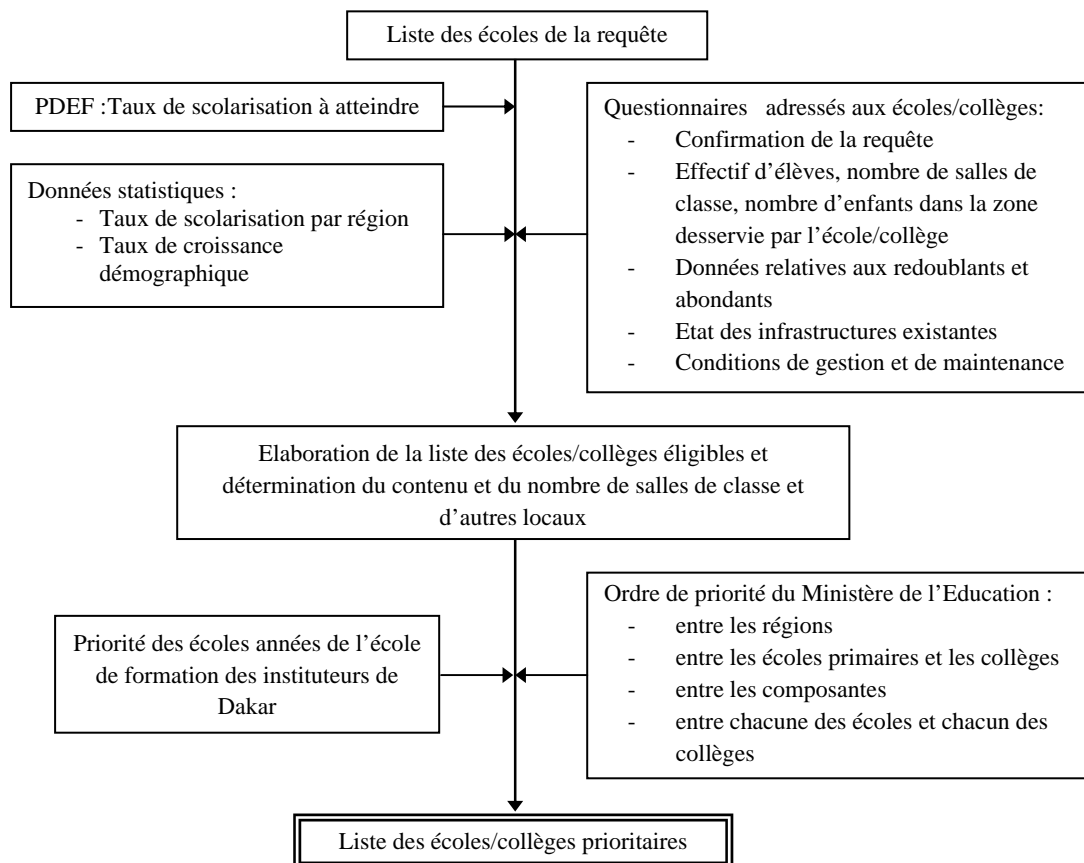 Liste des écoles de la requête
PDEF :Taux de scolarisation à atteindre
Questionnaires adressés aux écoles/collèges:
- Confirmation de la requête
- Effectif d'élèves, nombre de salles de
classe, nombre d'enfants dans la zone
desservie par l'école/collège
- Données relatives aux redoublants et
abondants
- Etat des infrastructures existantes
- Conditions de gestion et de maintenance
Données statistiques :
- Taux de scolarisation par région
- Taux de croissance
démographique
Elaboration de la liste des écoles/collèges éligibles et
détermination du contenu et du nombre de salles de classe et
d'autres locaux
Priorité des écoles années de l'école
de formation des instituteurs de
Dakar
Ordre de priorité du Ministère de l'Education :
- entre les régions
- entre les écoles primaires et les collèges
- entre les composantes
- entre chacune des écoles et chacun des
collèges
Liste des écoles/collèges prioritaires